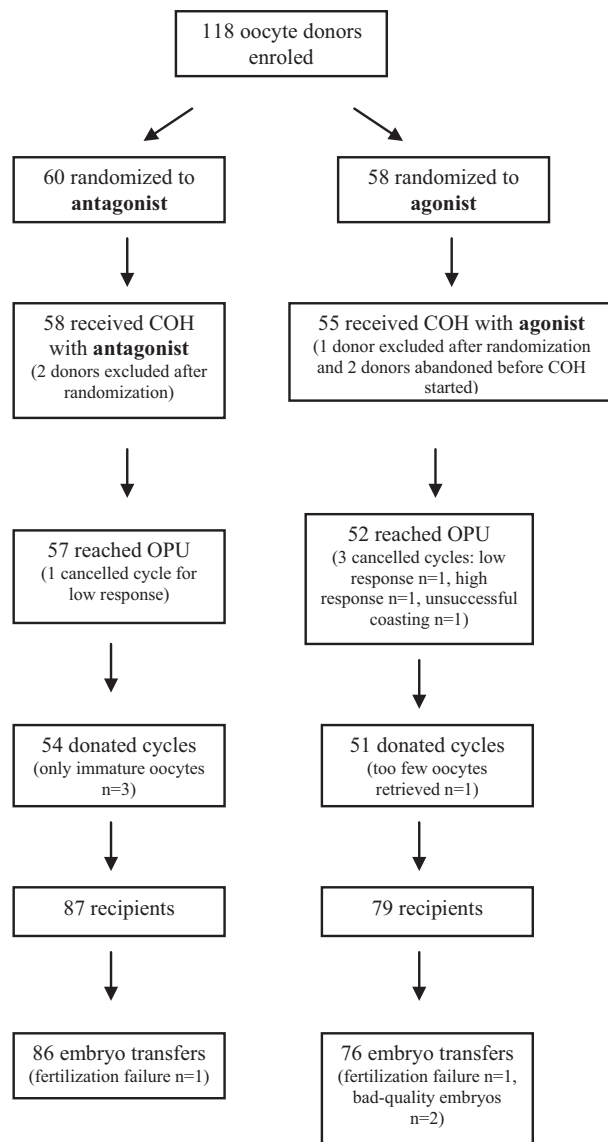 118 oocyte donors
enroled
60 randomized to
antagonist
58 randomized to
agonist
58 received COH
with antagonist
(2 donors excluded after
randomization)
55 received COH with agonist
(1 donor excluded after randomization
and 2 donors abandoned before COH
started)
57 reached OPU
(1 cancelled cycle for
low response)
52 reached OPU
(3 cancelled cycles: low
response n=1, high
response n=1, unsuccessful
coasting n=1)
54 donated cycles
(only immature oocytes
n=3)
51 donated cycles
(too few oocytes
retrieved n=1)
87 recipients
79 recipients
86 embryo transfers
(fertilization failure n=1)
76 embryo transfers
(fertilization failure n=1,
bad-quality embryos
n=2)